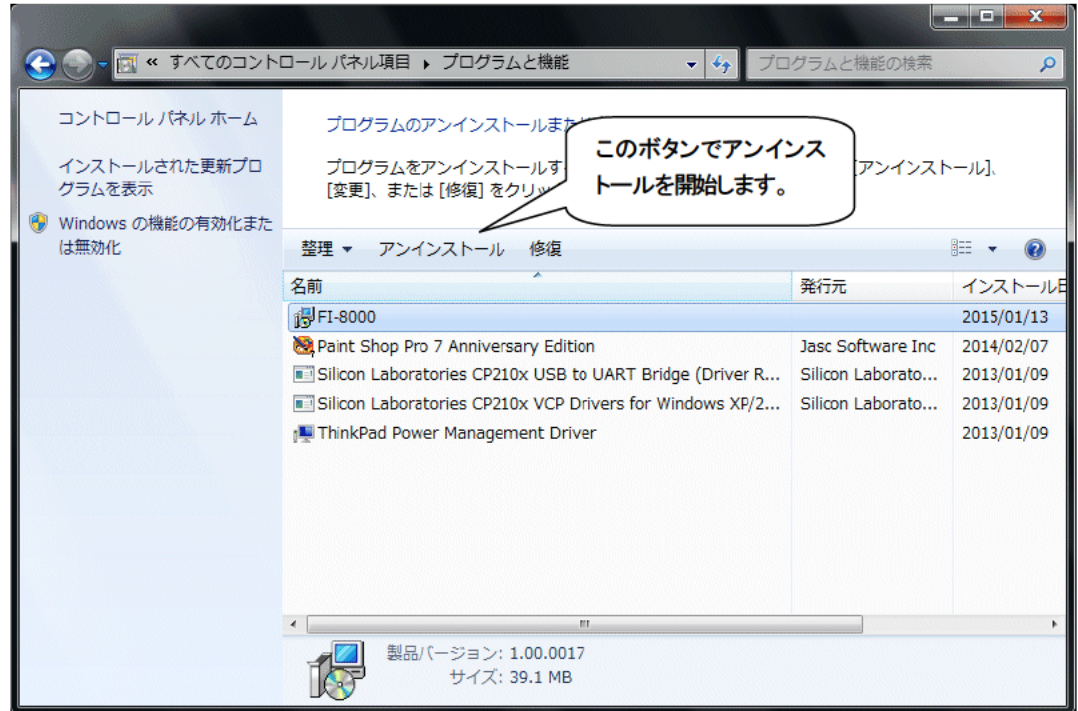 « すべてのコントロール パネル項目 ▸ プログラムと機能
プログラムと機能の検索
コントロール パネル ホーム
インストールされた更新プロ
グラムを表示
Windows の機能の有効化また
は無効化
プログラムのアンインストールまた
プログラムをアンインストールす
[アンインストール]、
[変更]、または [修復] をクリッ
このボタンでアンインス
トールを開始します。
整理 ▼ アンインストール 修復
名前 発行元 インストール日
FI-8000 2015/01/13
Paint Shop Pro 7 Anniversary Edition Jasc Software Inc 2014/02/07
Silicon Laboratories CP210x USB to UART Bridge (Driver R... Silicon Laborato... 2013/01/09
Silicon Laboratories CP210x VCP Drivers for Windows XP/2... Silicon Laborato... 2013/01/09
ThinkPad Power Management Driver 2013/01/09
製品バージョン: 1.00.0017
サイズ: 39.1 MB